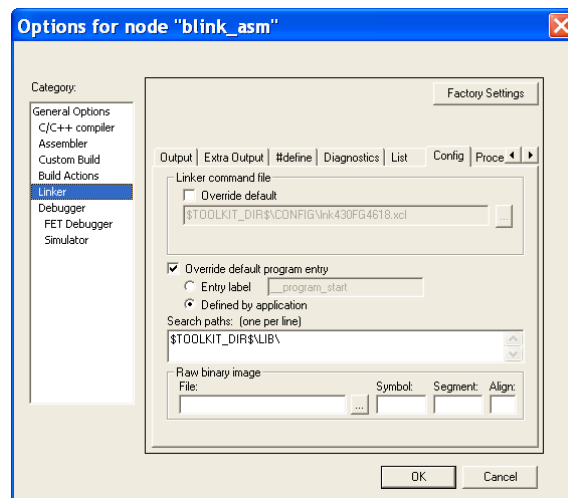 Options for node "blink_asm"
Category:
Factory Settings
General Options
C/C++ compiler
Assembler
Custom Build
Build Actions
Linker
Debugger
FET Debugger
Simulator
Output Extra Output #define Diagnostics List Config Proce
Linker command file
Override default
$TOOLKIT_DIR$\CONFIG\lnk430FG4618.xcl
...
Override default program entry
Entry label __program_start
Defined by application
Search paths: (one per line)
$TOOLKIT_DIR$\LIB\
Raw binary image
File: Symbol: Segment: Align:
...
OK Cancel